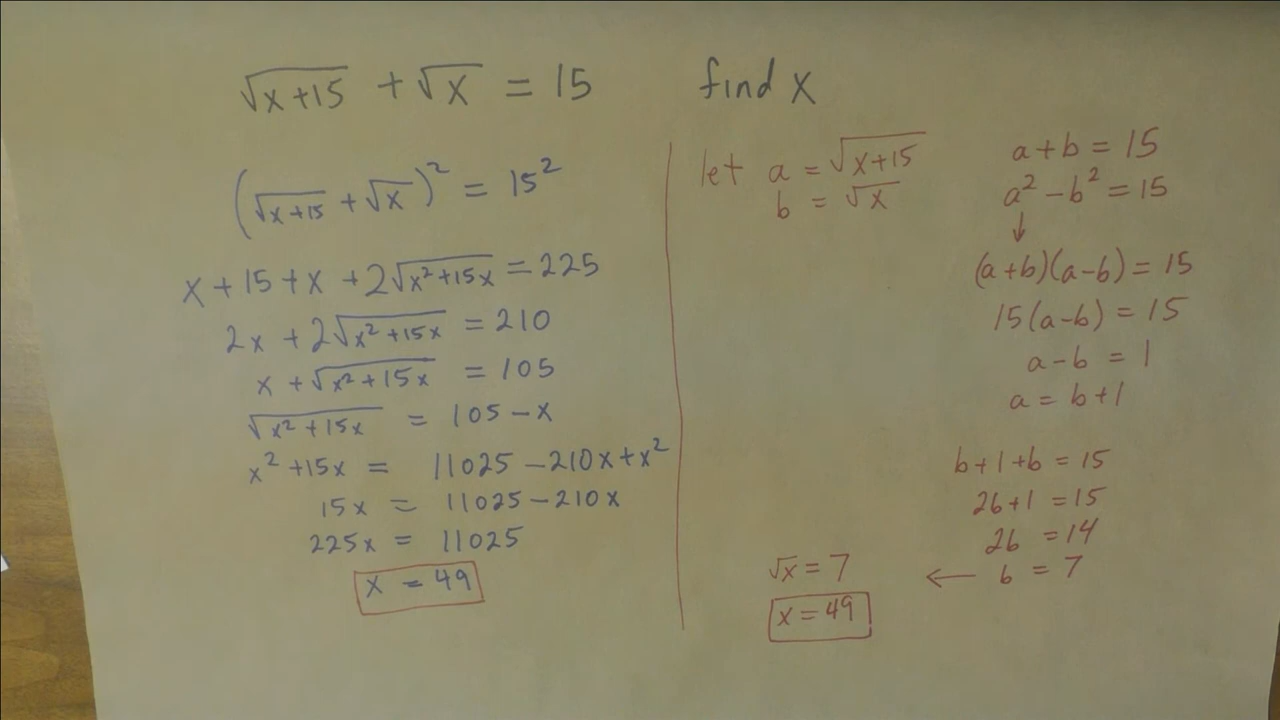 √(x+15) + √x = 15 find x
(√(x+15) + √x)² = 15²
x + 15 + x + 2√(x²+15x) = 225
2x + 2√(x²+15x) = 210
x + √(x²+15x) = 105
√(x²+15x) = 105 - x
x² + 15x = 11025 - 210x + x²
15x = 11025 - 210x
225x = 11025
x = 49
let a = √(x+15)
b = √x
a + b = 15
a² - b² = 15
↓
(a+b)(a-b) = 15
15(a-b) = 15
a - b = 1
a = b + 1
b + 1 + b = 15
2b + 1 = 15
2b = 14
← b = 7
√x = 7
x = 49